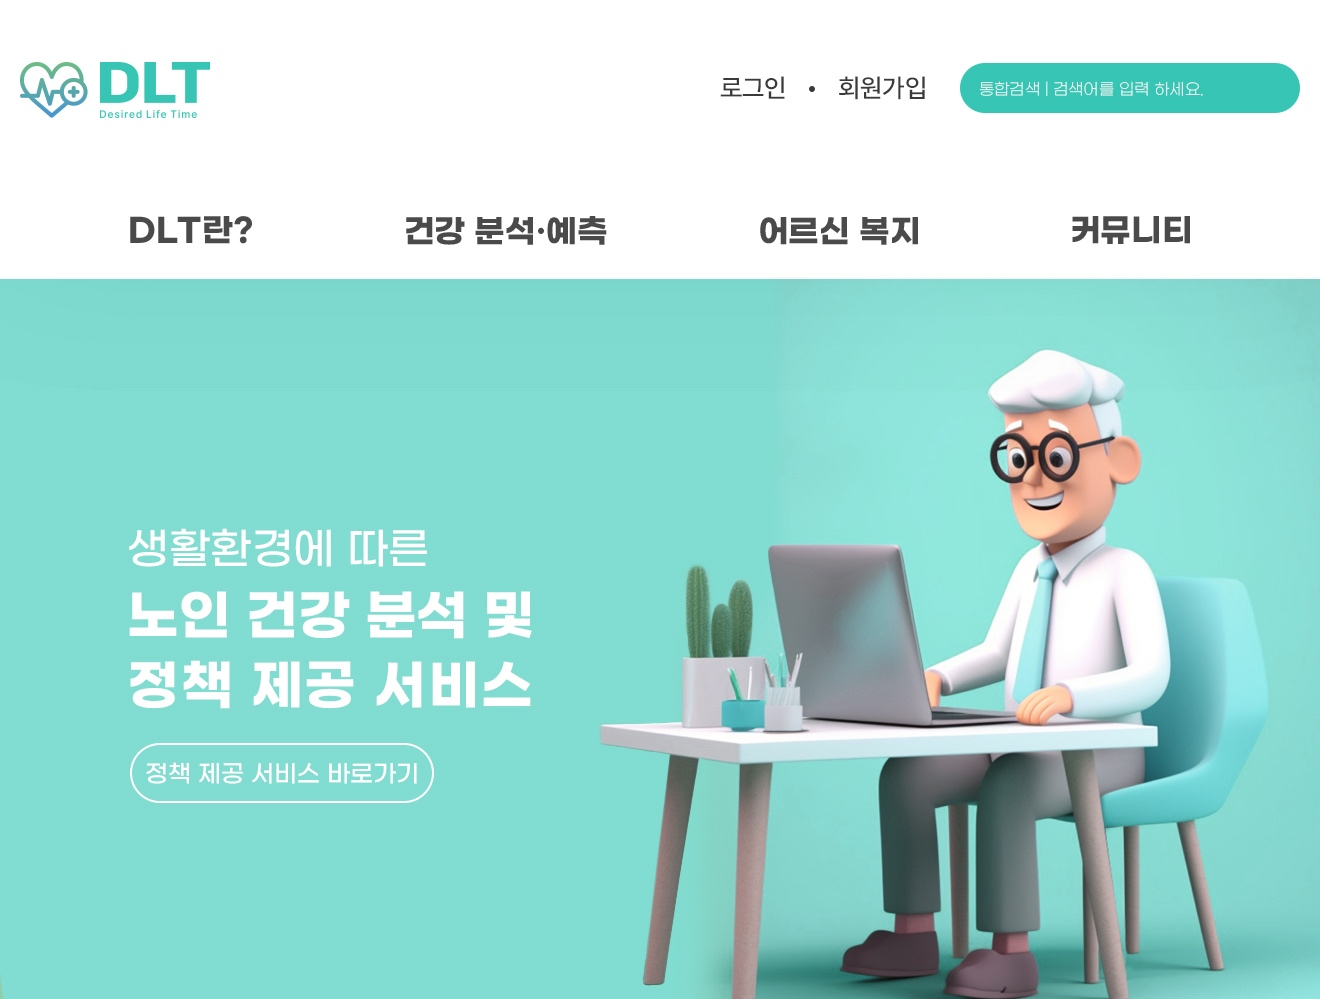 DLT
Desired Life Time
로그인 • 회원가입
통합검색 | 검색어를 입력 하세요.
DLT란?
건강 분석·예측
어르신 복지
커뮤니티
생활환경에 따른
노인 건강 분석 및
정책 제공 서비스
정책 제공 서비스 바로가기